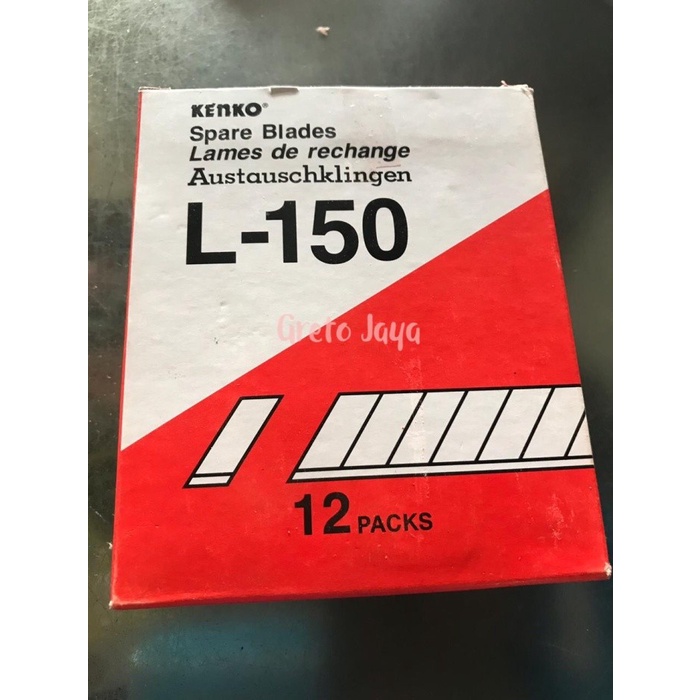 KENKO®
Spare Blades
Lames de rechange
Austauschklingen
L-150
Greto Jaya
12 PACKS